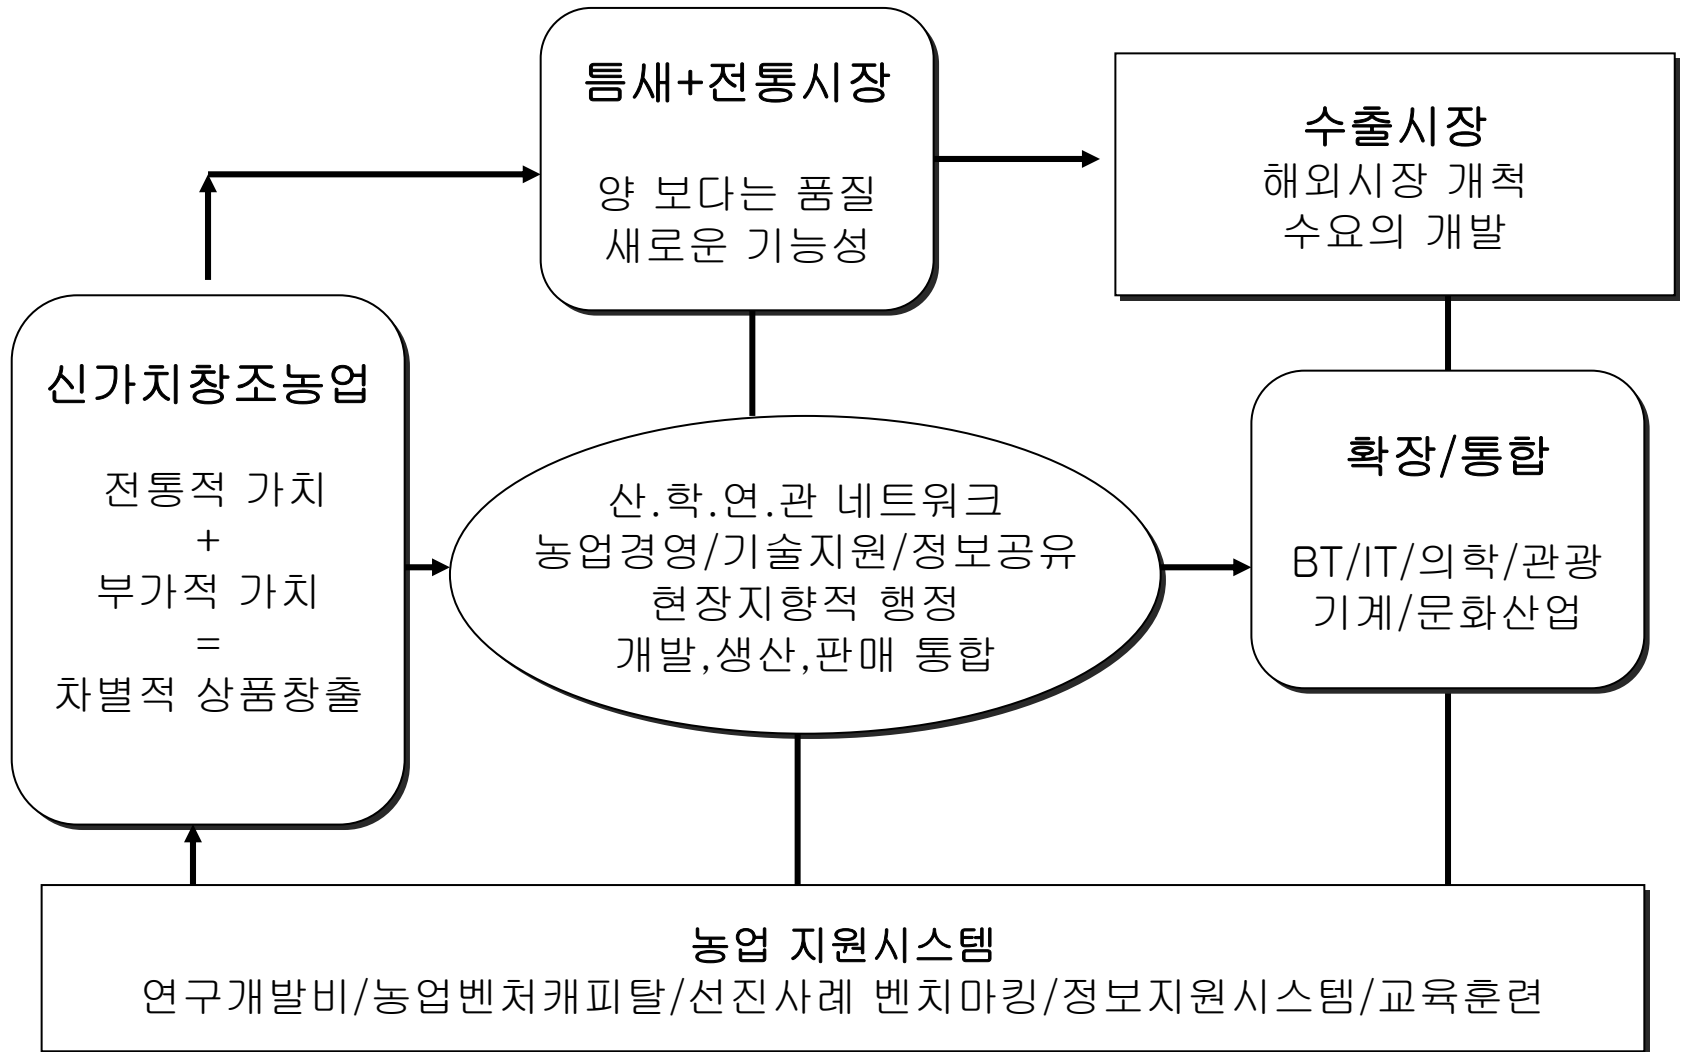 틈새+전통시장
양 보다는 품질
새로운 기능성
수출시장
해외시장 개척
수요의 개발
신가치창조농업
전통적 가치
+
부가적 가치
=
차별적 상품창출
산.학.연.관 네트워크
농업경영/기술지원/정보공유
현장지향적 행정
개발,생산,판매 통합
확장/통합
BT/IT/의학/관광
기계/문화산업
농업 지원시스템
연구개발비/농업벤처캐피탈/선진사례 벤치마킹/정보지원시스템/교육훈련